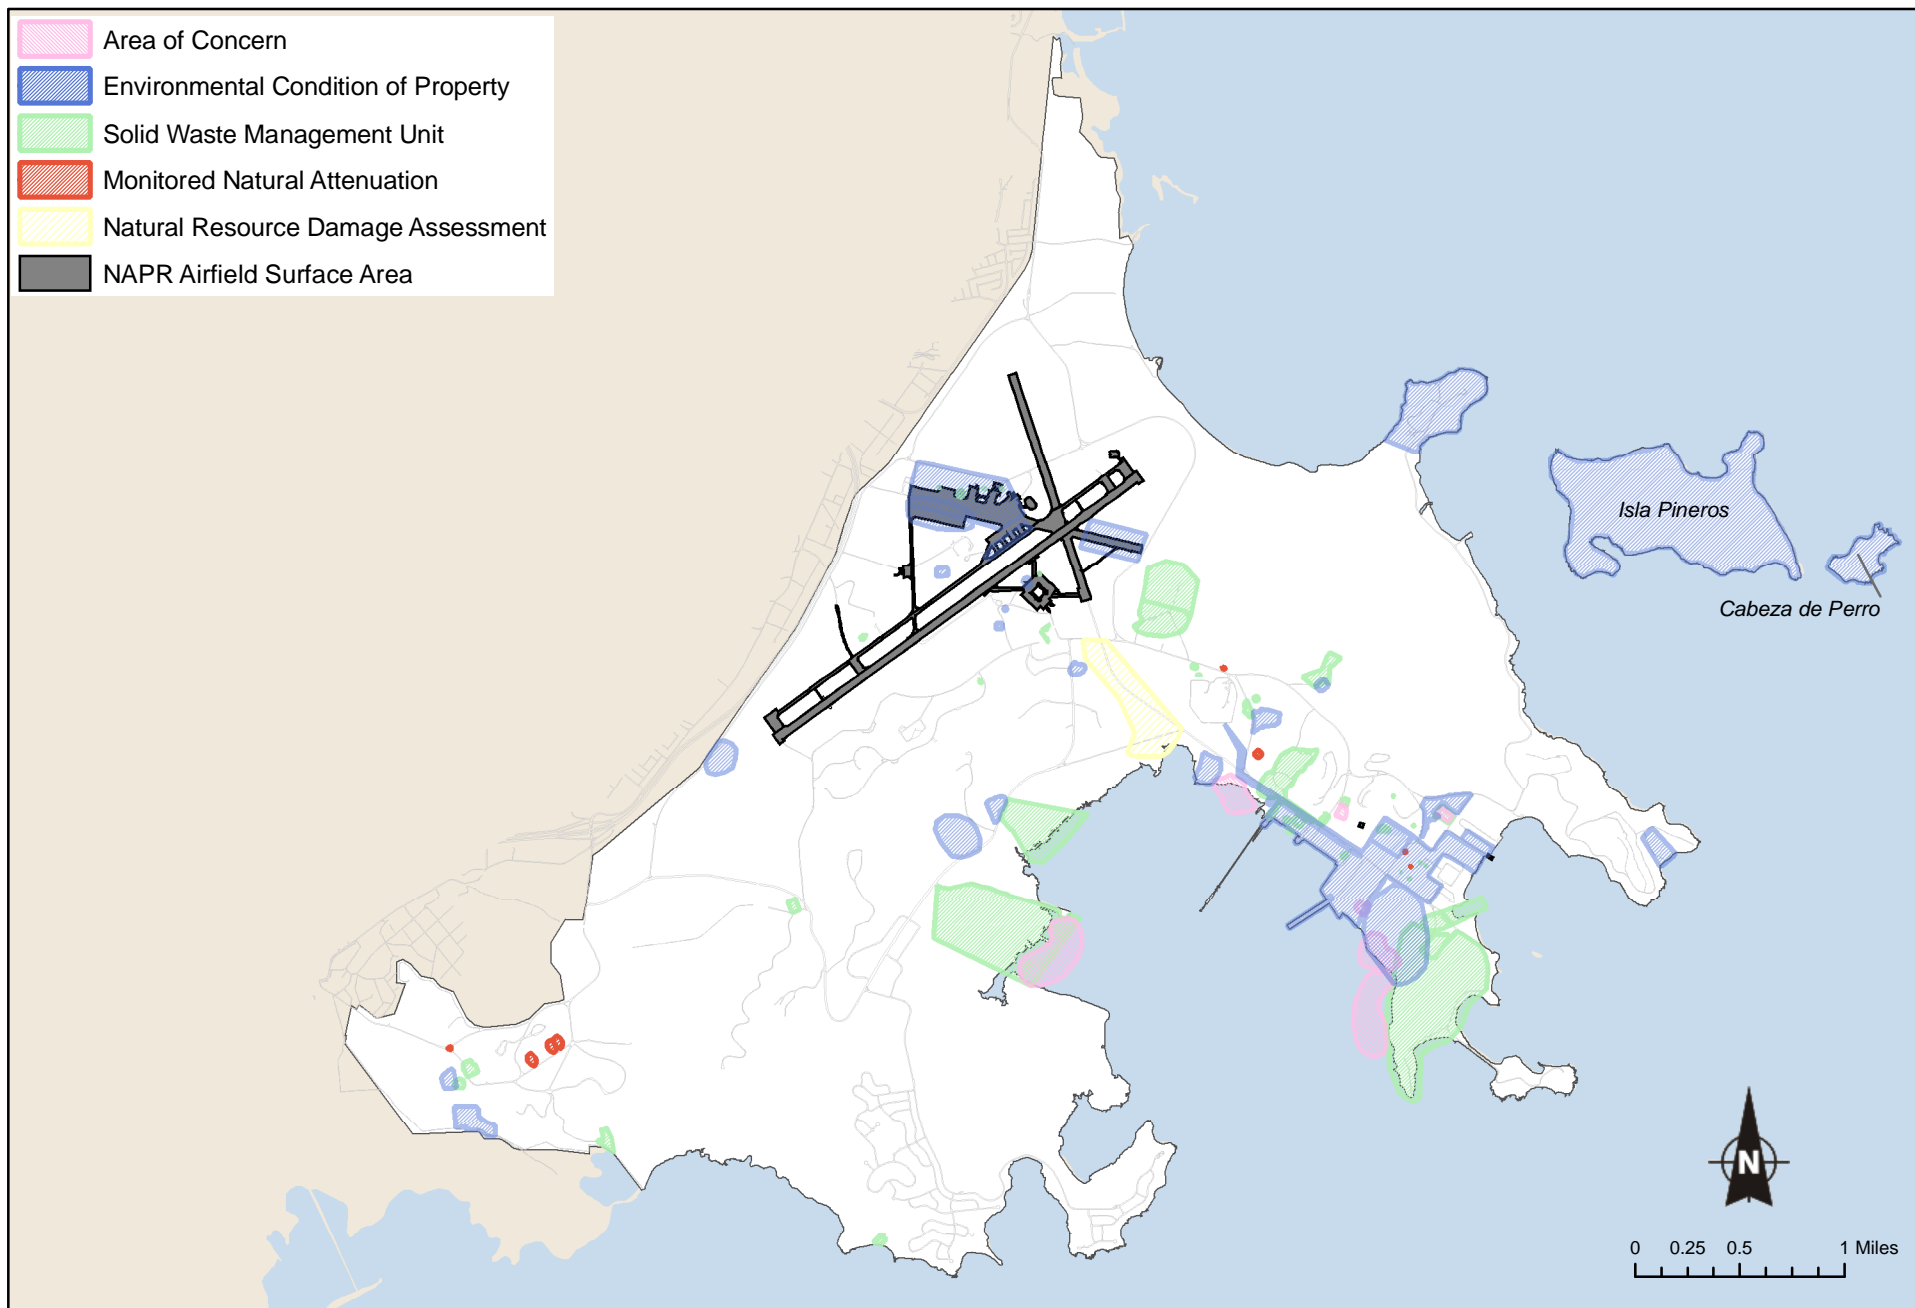 Area of Concern
Environmental Condition of Property
Solid Waste Management Unit
Monitored Natural Attenuation
Natural Resource Damage Assessment
NAPR Airfield Surface Area
Isla Pineros
Cabeza de Perro
N
0 0.25 0.5 1 Miles